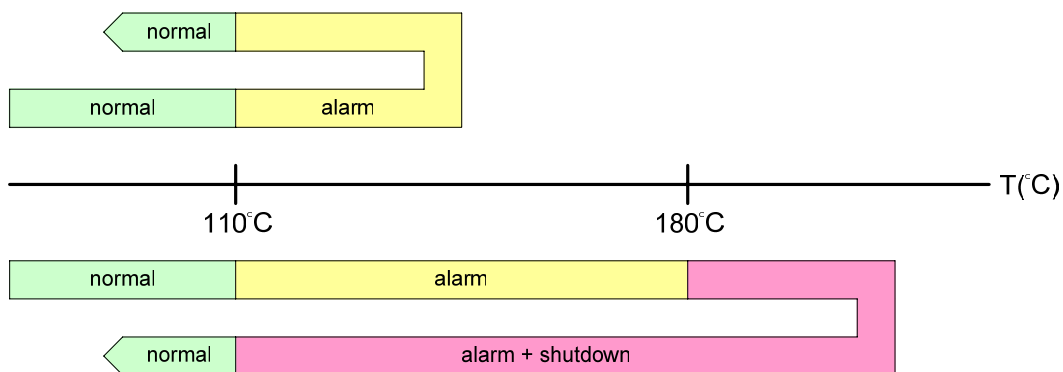 normal
normal alarm
T(°C)
110°C 180°C
normal alarm
normal alarm + shutdown